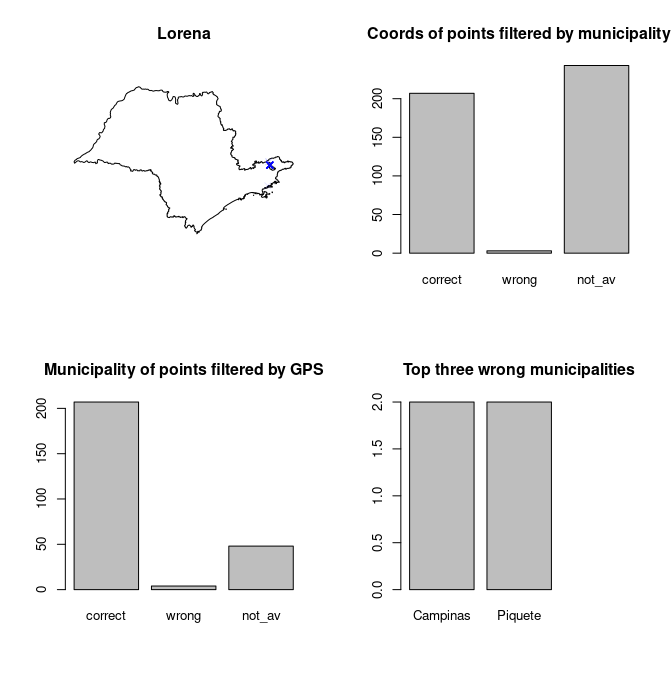 Lorena
Coords of points filtered by municipality
200
150
100
50
0
correct wrong not_av
Municipality of points filtered by GPS
200
150
100
50
0
correct wrong not_av
Top three wrong municipalities
2.0
1.5
1.0
0.5
0.0
Campinas Piquete